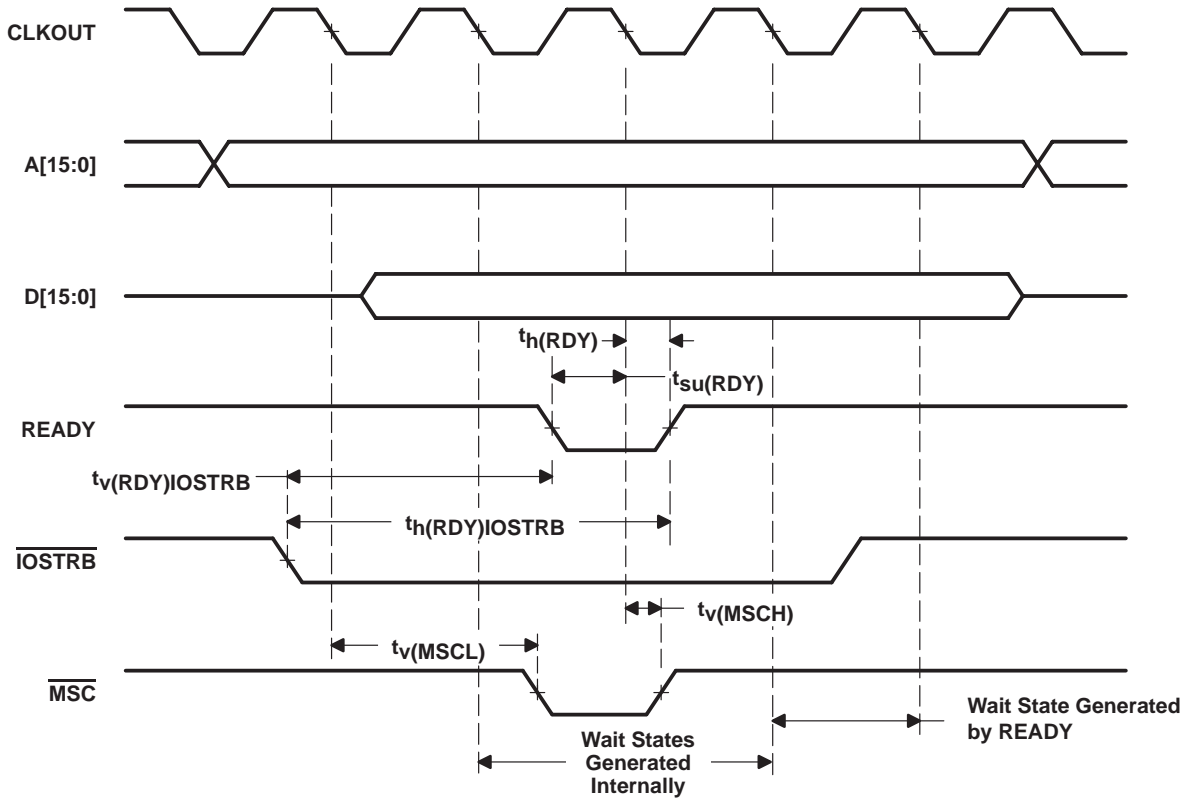 CLKOUT
A[15:0]
D[15:0]
th(RDY)
tsu(RDY)
READY
tv(RDY)IOSTRB
th(RDY)IOSTRB
IOSTRB
tv(MSCH)
tv(MSCL)
MSC
Wait State Generated
by READY
Wait States
Generated
Internally